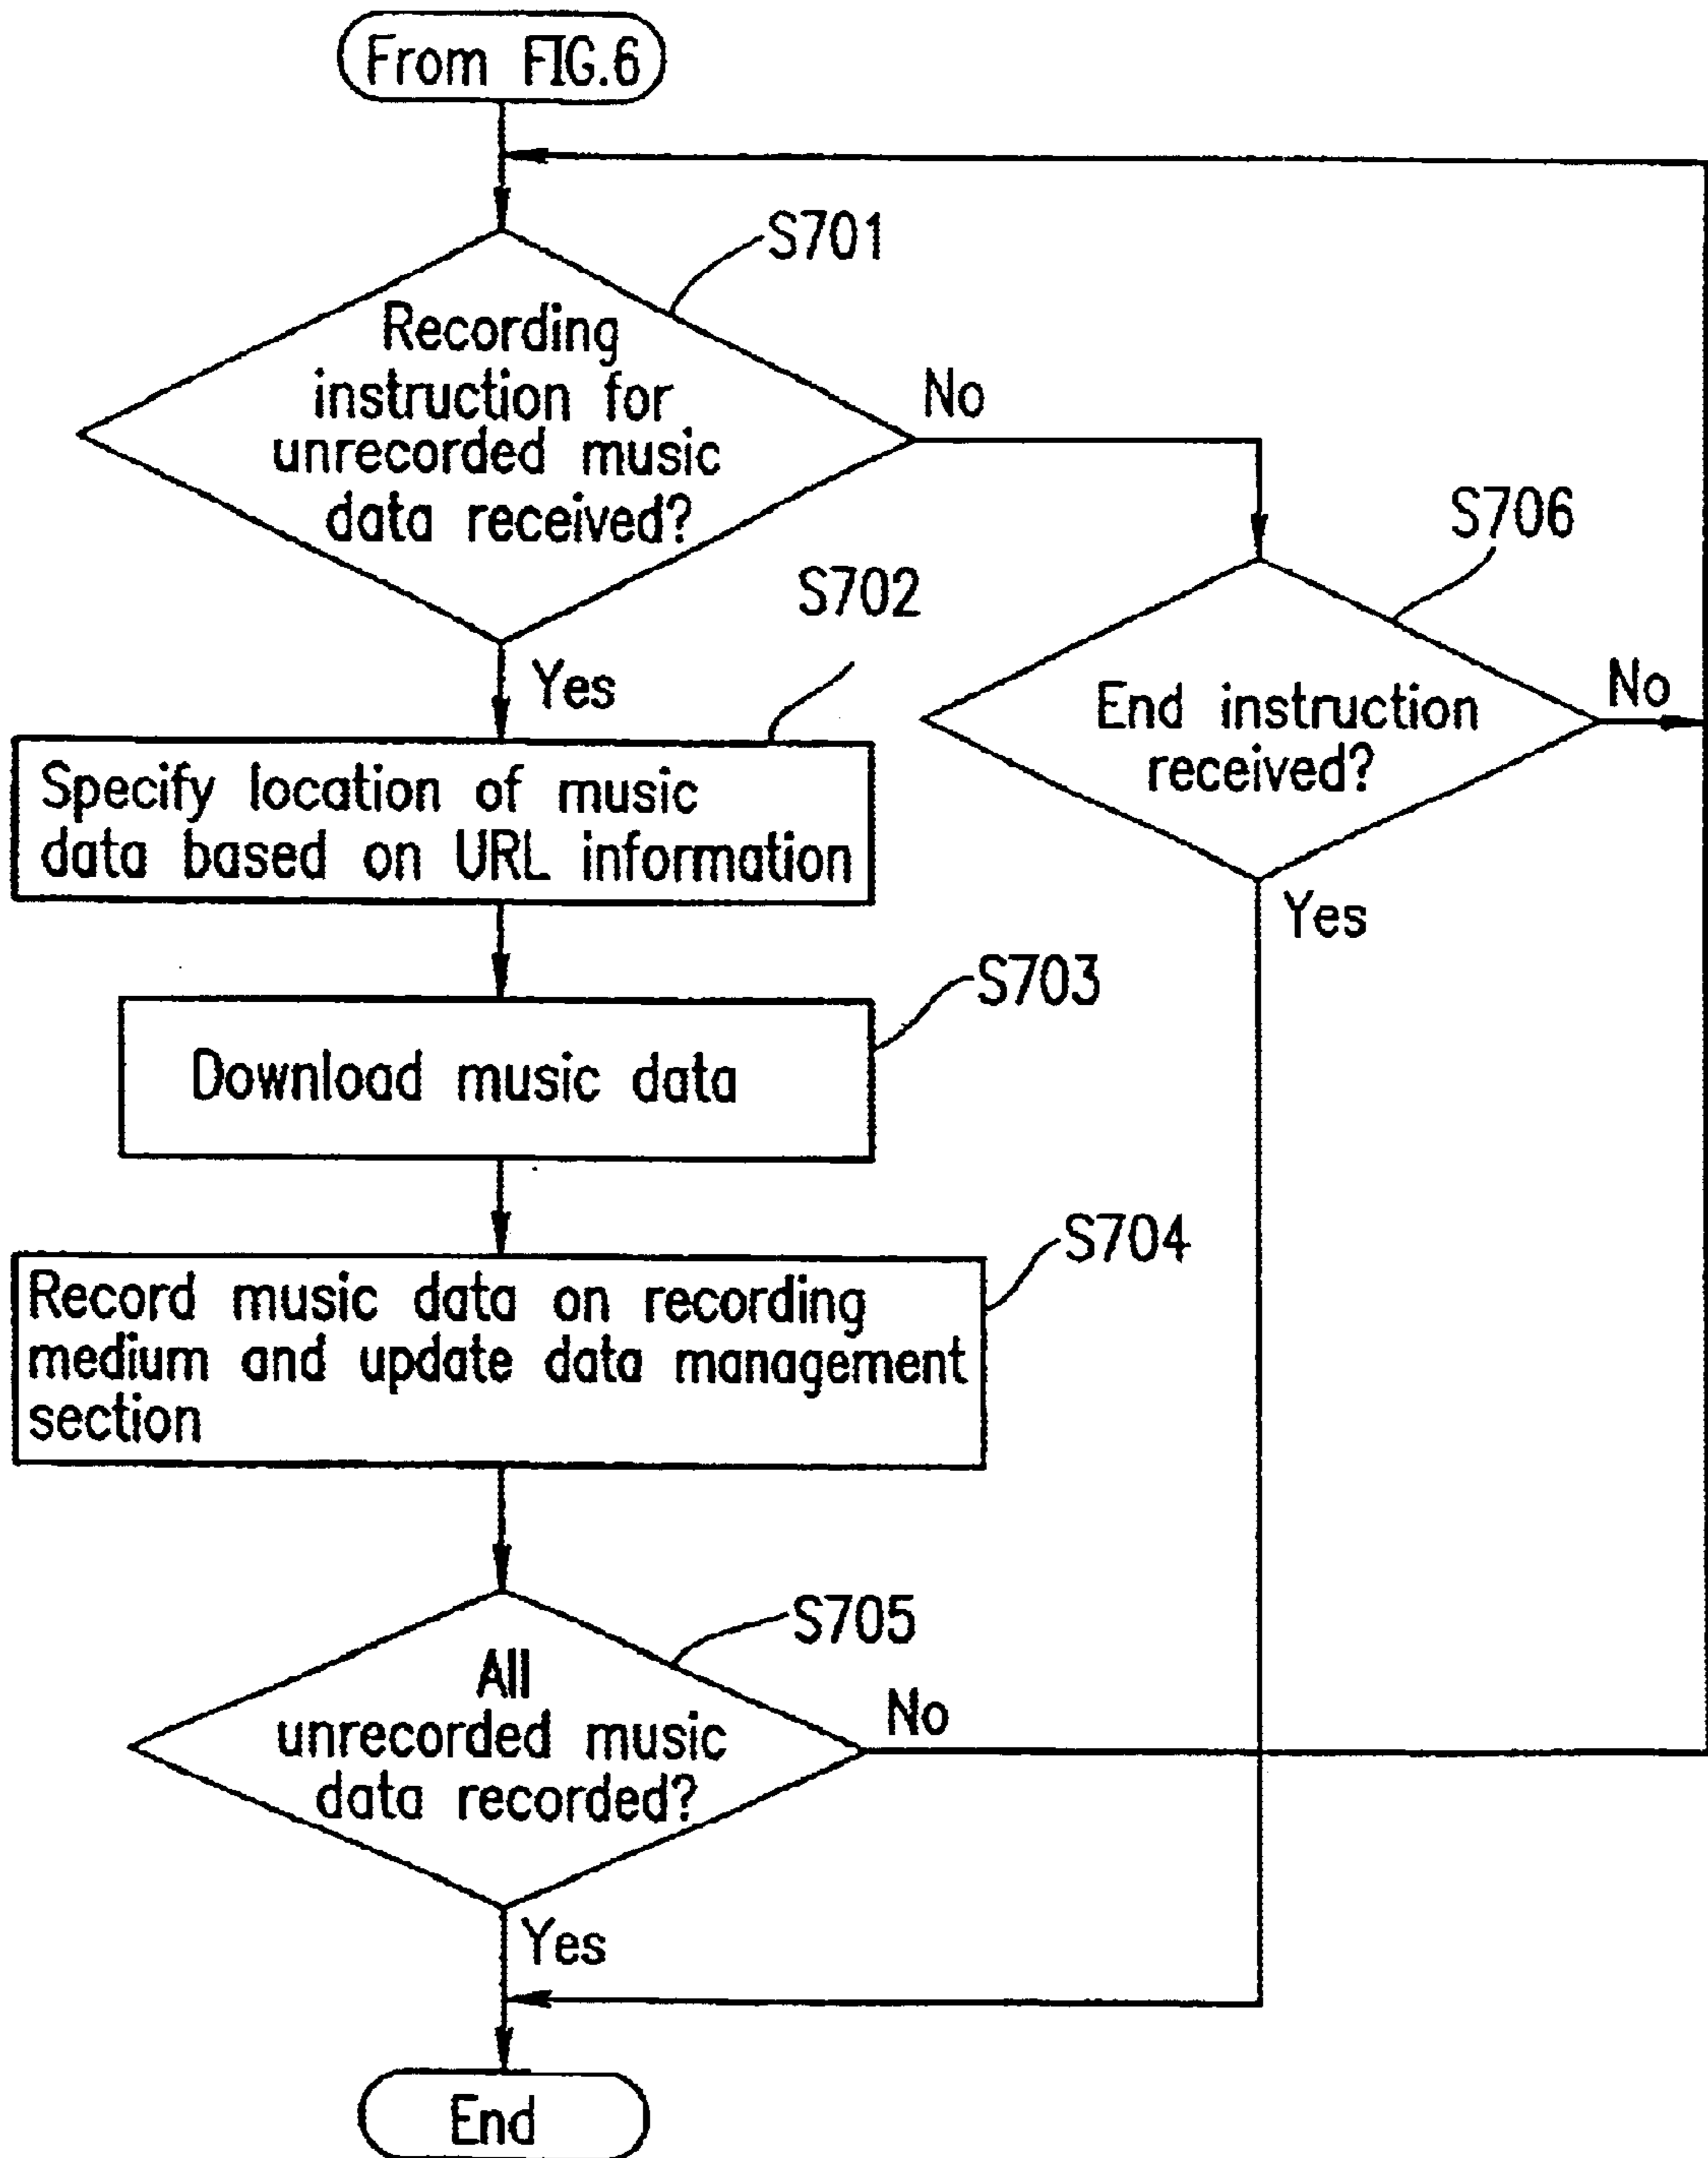 From FIG.6
S701
Recording
instruction for
unrecorded music
data received?
No
Yes
S706
End instruction
received?
No
Yes
S702
Specify location of music
data based on URL information
S703
Download music data
S704
Record music data on recording
medium and update data management
section
S705
All
unrecorded music
data recorded?
No
Yes
End